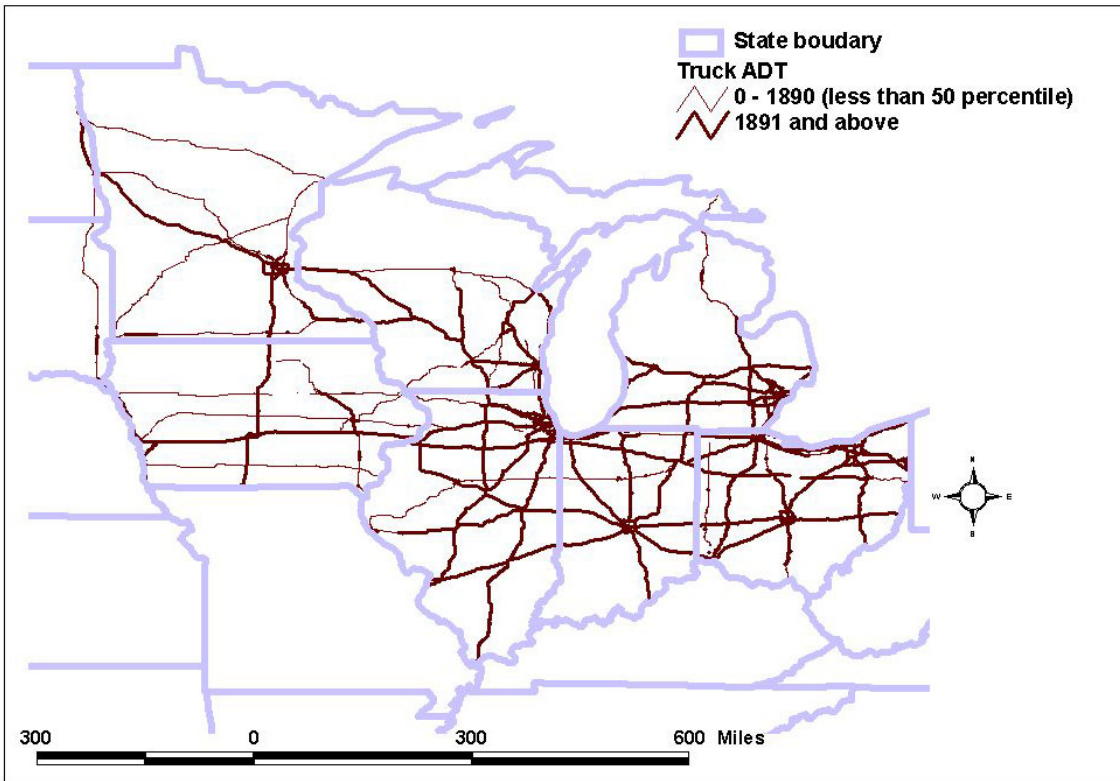 State boudary
Truck ADT
0 - 1890 (less than 50 percentile)
1891 and above
N
W E
S
300 0 300 600 Miles